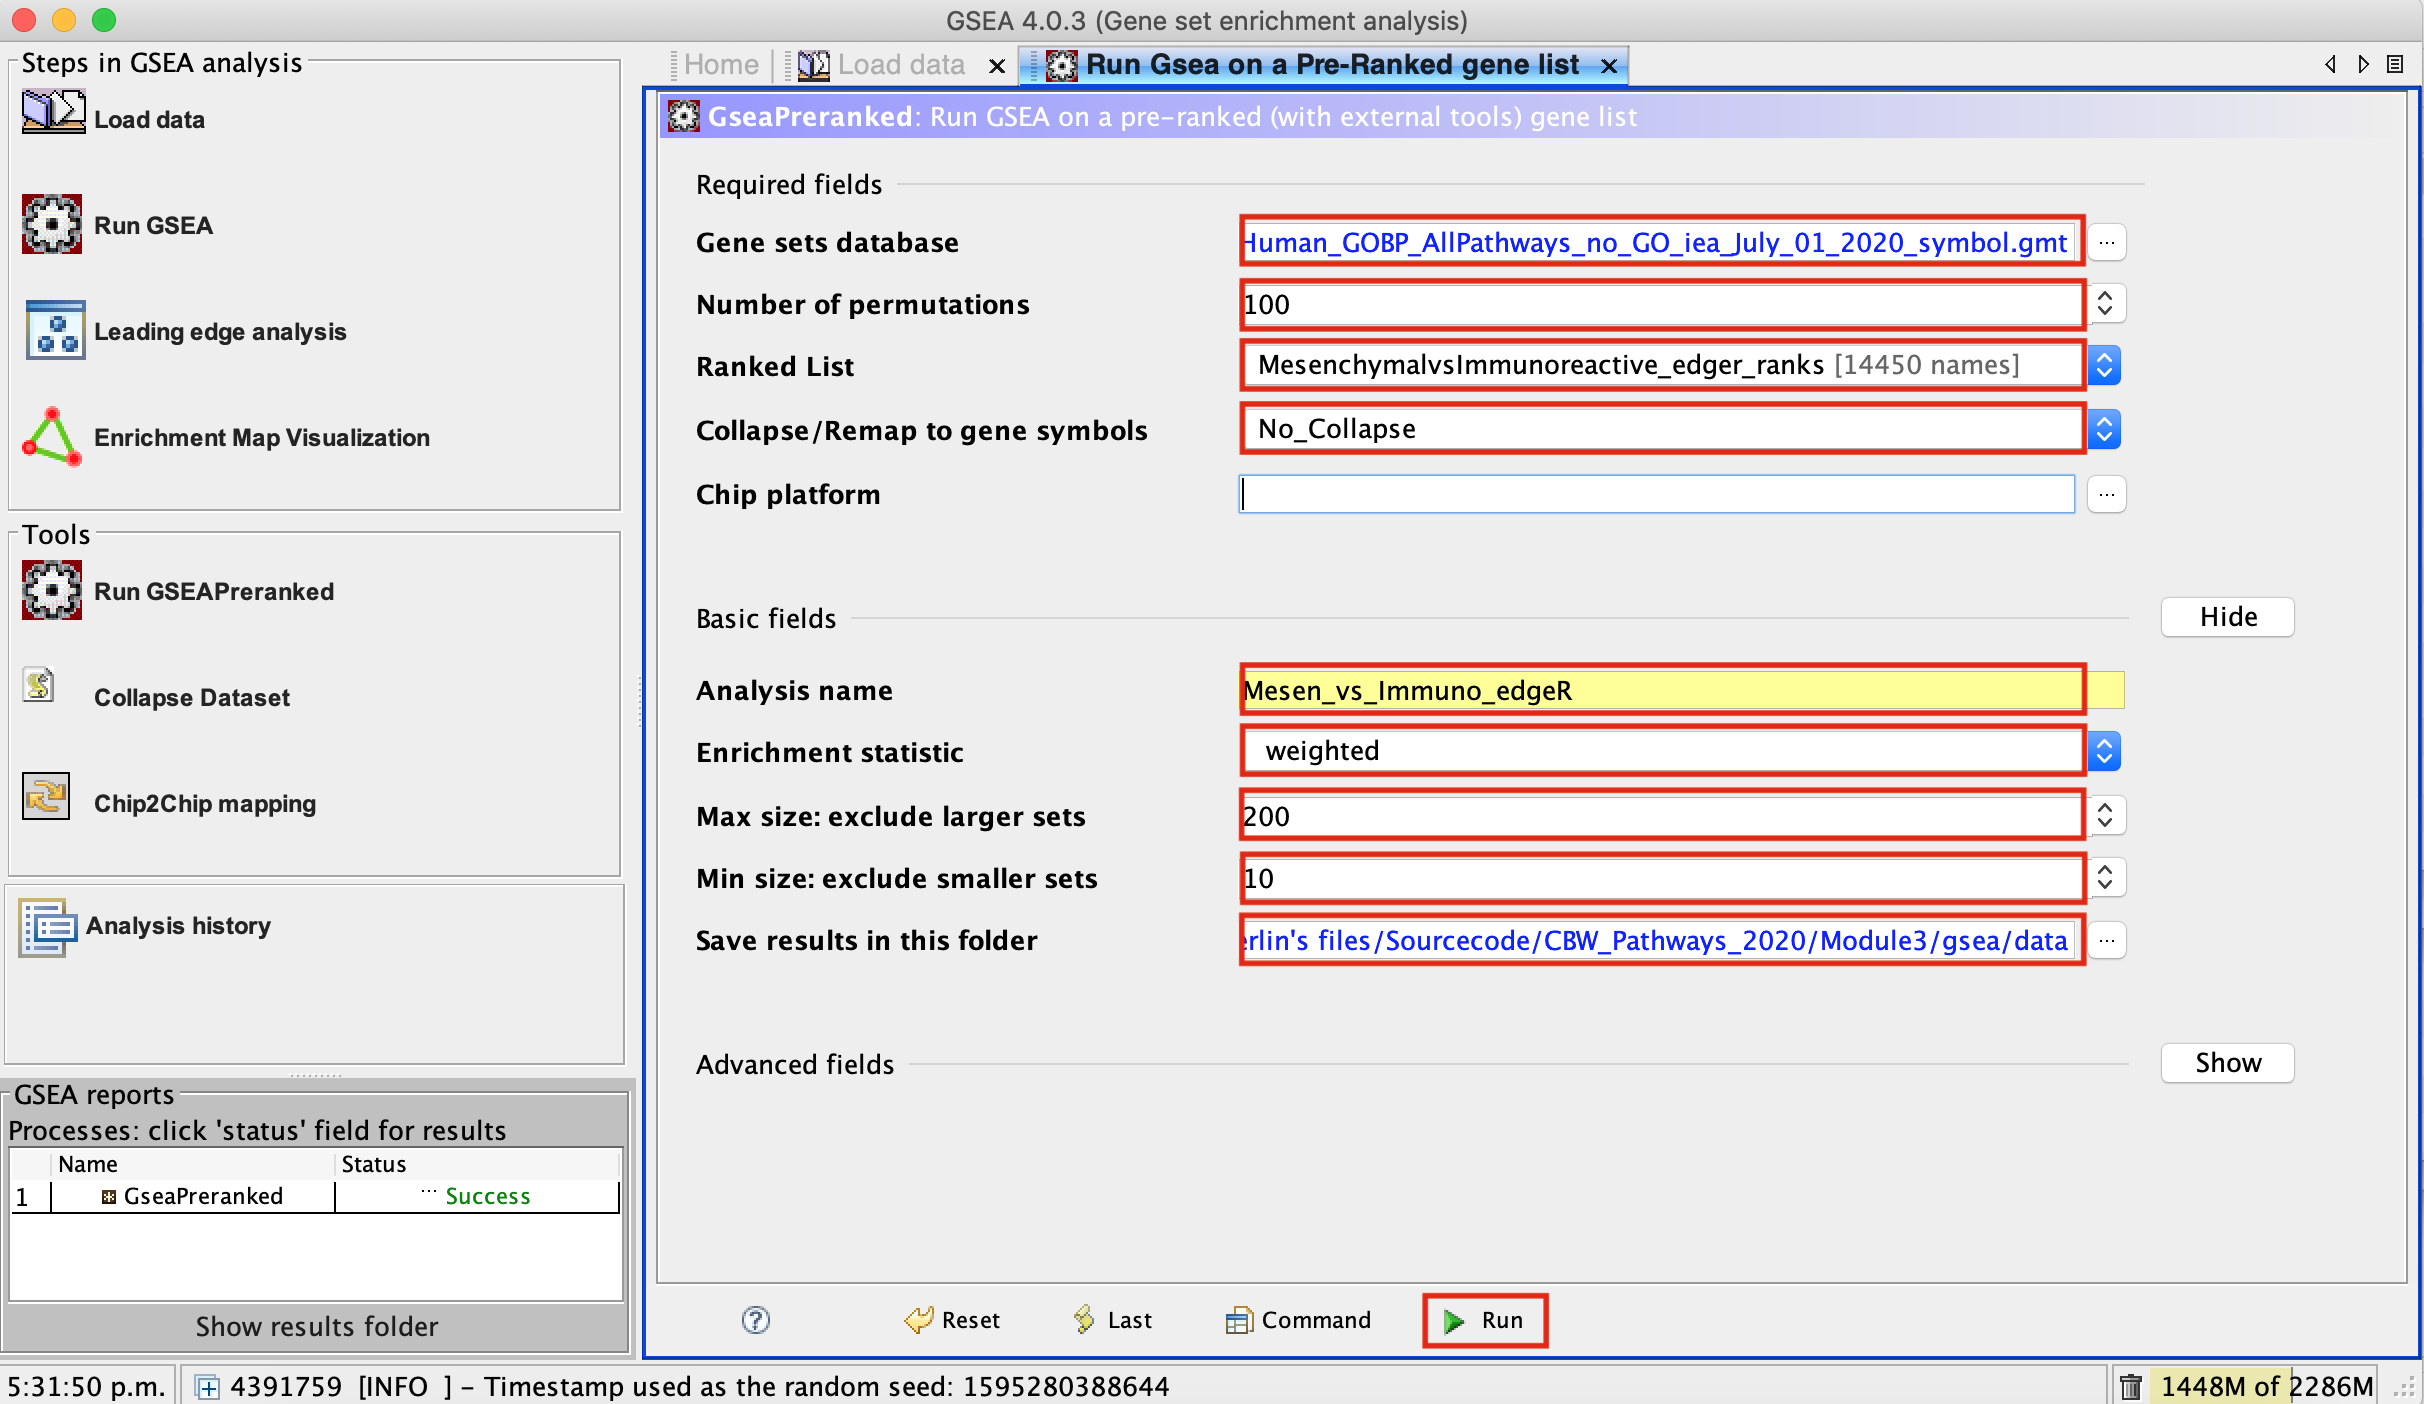 GSEA 4.0.3 (Gene set enrichment analysis)
Steps in GSEA analysis
Load data
Run GSEA
Leading edge analysis
Enrichment Map Visualization
Tools
Run GSEAPreranked
Collapse Dataset
Chip2Chip mapping
Analysis history
GSEA reports
Processes: click 'status' field for results
Name Status
1 GseaPreranked ... Success
Show results folder
Home Load data × Run Gsea on a Pre-Ranked gene list ×
GseaPreranked: Run GSEA on a pre-ranked (with external tools) gene list
Required fields
Gene sets database Human_GOBP_AllPathways_no_GO_iea_July_01_2020_symbol.gmt ...
Number of permutations 100
Ranked List MesenchymalvsImmunoreactive_edger_ranks [14450 names]
Collapse/Remap to gene symbols No_Collapse
Chip platform ...
Basic fields Hide
Analysis name Mesen_vs_Immuno_edgeR
Enrichment statistic weighted
Max size: exclude larger sets 200
Min size: exclude smaller sets 10
Save results in this folder erlin's files/Sourcecode/CBW_Pathways_2020/Module3/gsea/data ...
Advanced fields Show
? Reset Last Command Run
5:31:50 p.m. 4391759 [INFO ] - Timestamp used as the random seed: 1595280388644 1448M of 2286M